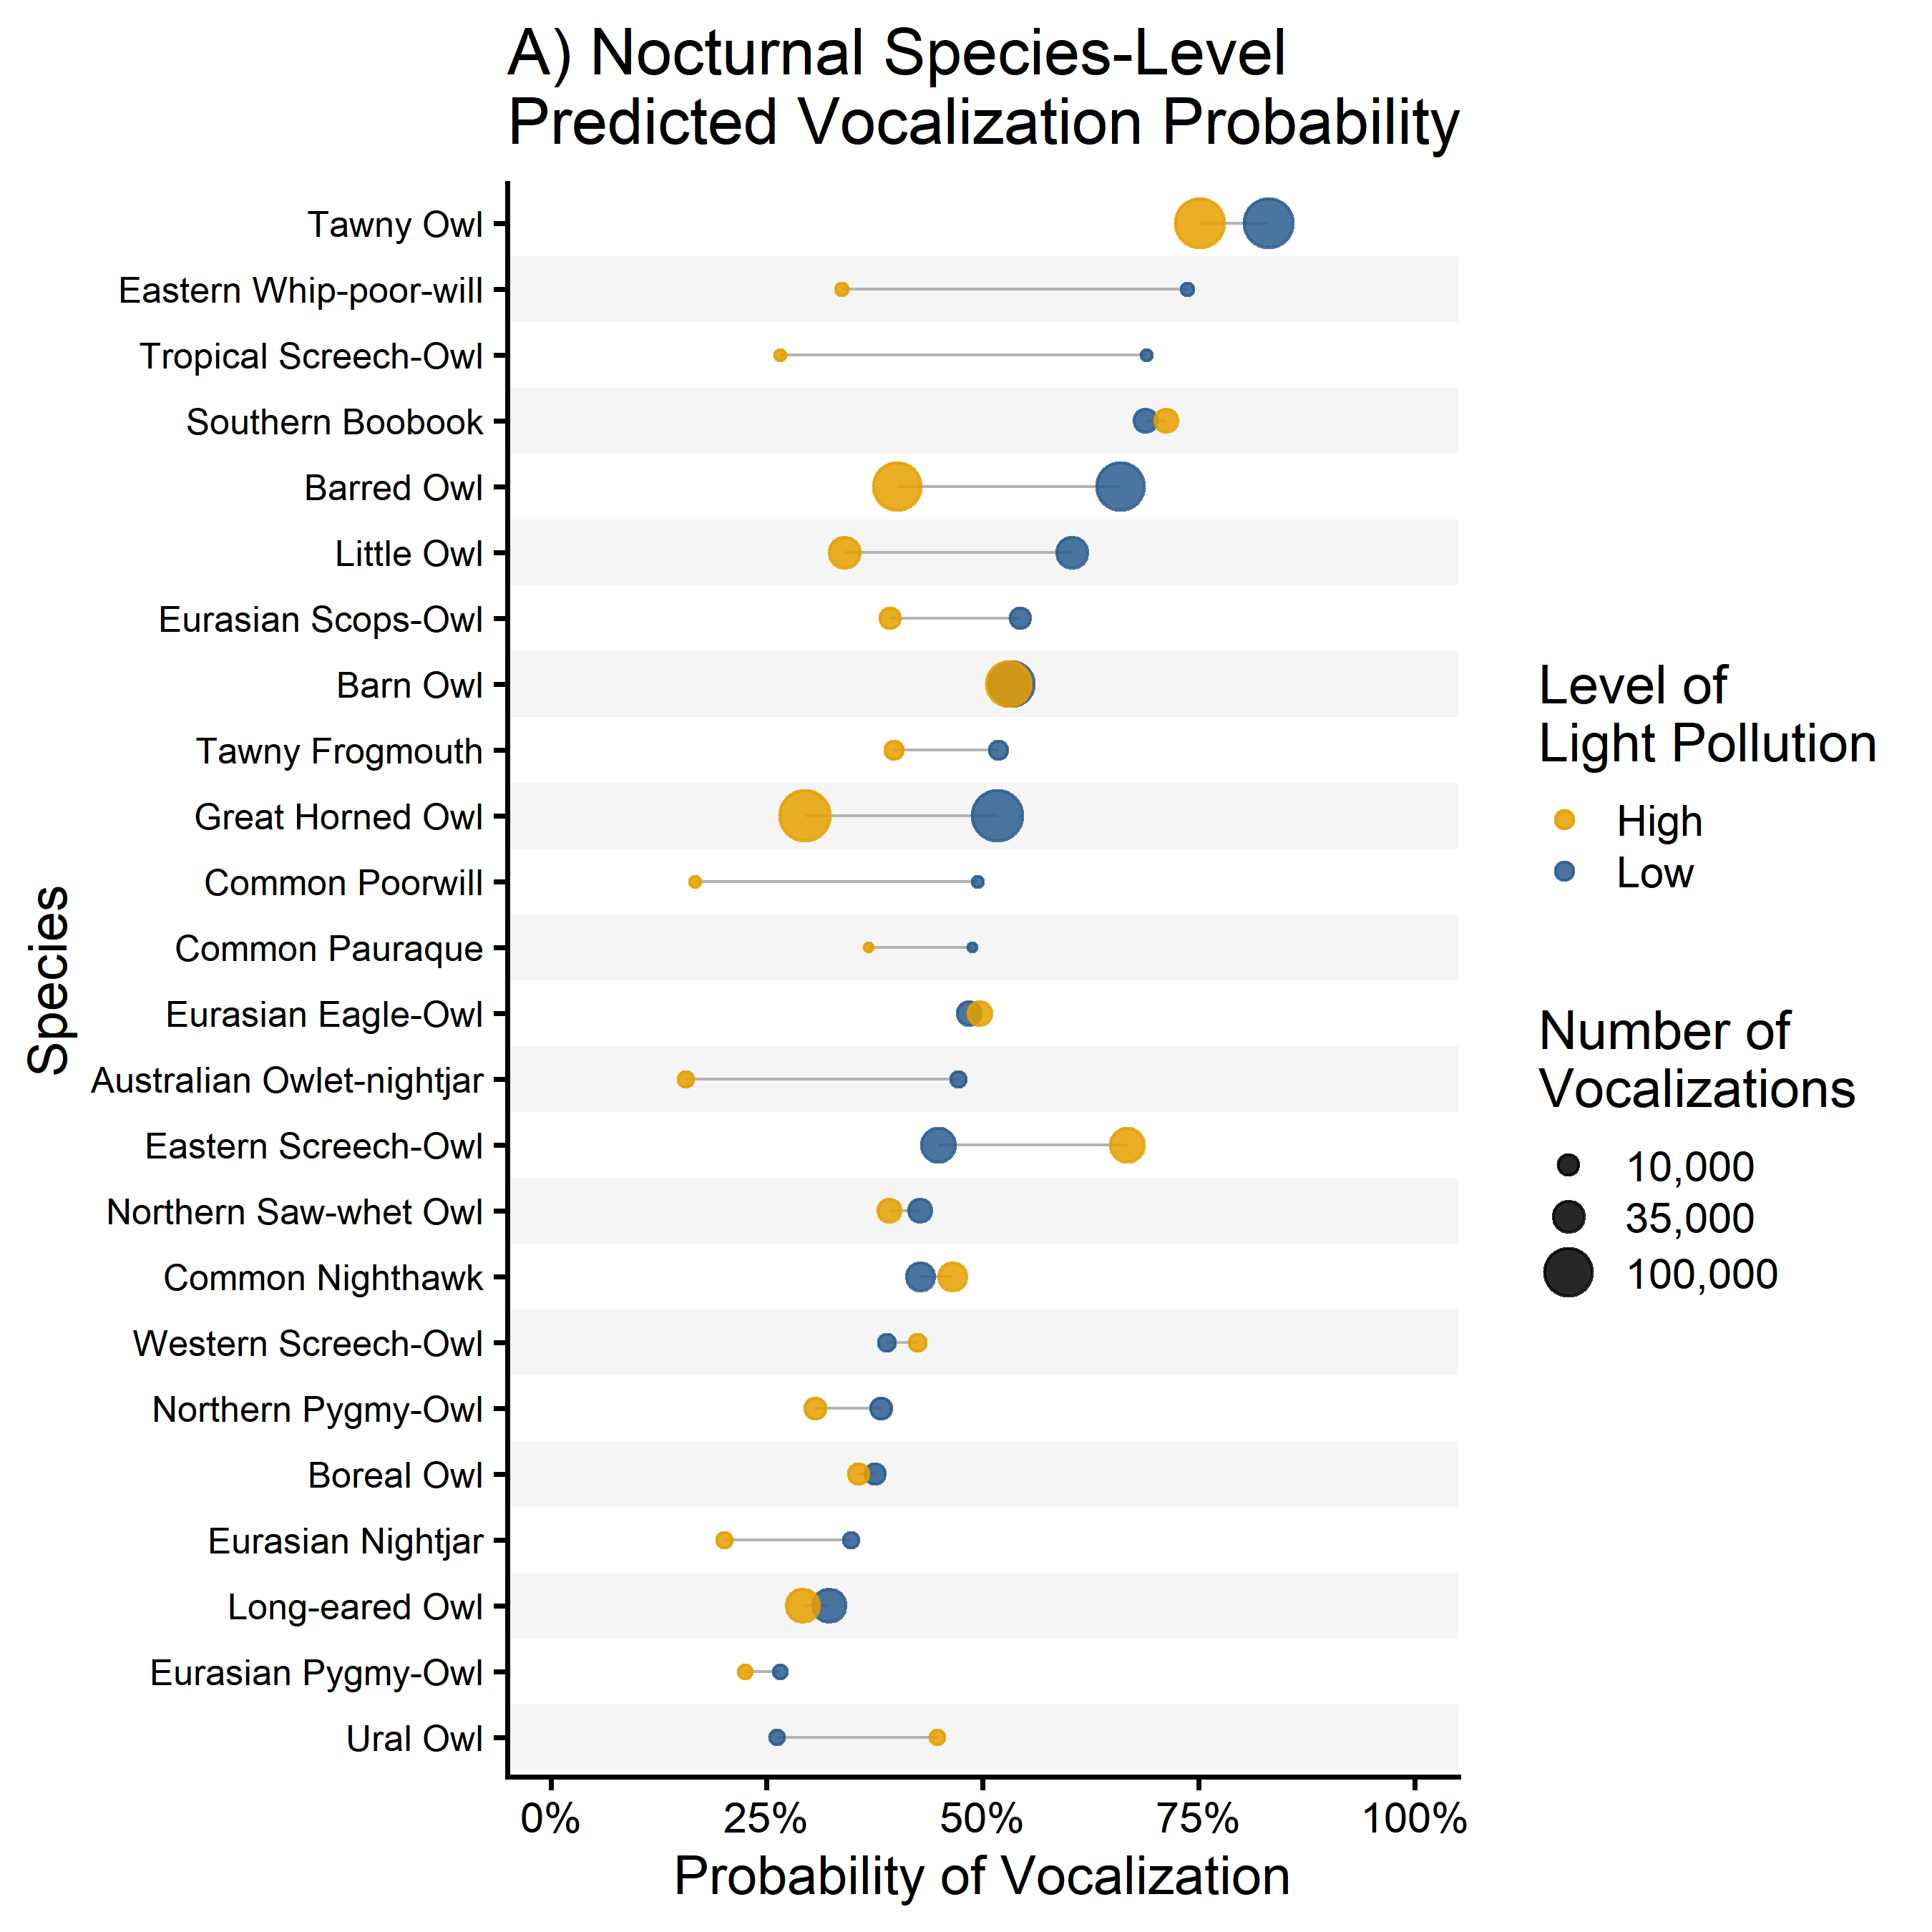 A) Nocturnal Species-Level
Predicted Vocalization Probability
Species
Tawny Owl
Eastern Whip-poor-will
Tropical Screech-Owl
Southern Boobook
Barred Owl
Little Owl
Eurasian Scops-Owl
Barn Owl
Tawny Frogmouth
Great Horned Owl
Common Poorwill
Common Pauraque
Eurasian Eagle-Owl
Australian Owlet-nightjar
Eastern Screech-Owl
Northern Saw-whet Owl
Common Nighthawk
Western Screech-Owl
Northern Pygmy-Owl
Boreal Owl
Eurasian Nightjar
Long-eared Owl
Eurasian Pygmy-Owl
Ural Owl
0% 25% 50% 75% 100%
Probability of Vocalization
Level of
Light Pollution
High
Low
Number of
Vocalizations
10,000
35,000
100,000